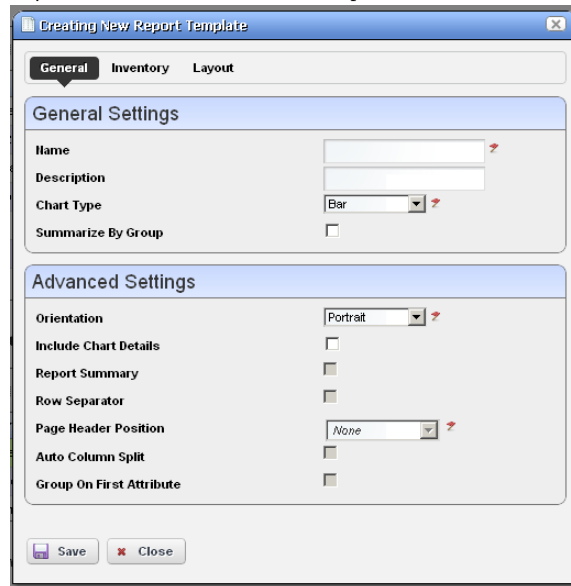 Creating New Report Template
General Inventory Layout
General Settings
Name
Description
Chart Type Bar
Summarize By Group
Advanced Settings
Orientation Portrait
Include Chart Details
Report Summary
Row Separator
Page Header Position None
Auto Column Split
Group On First Attribute
Save Close